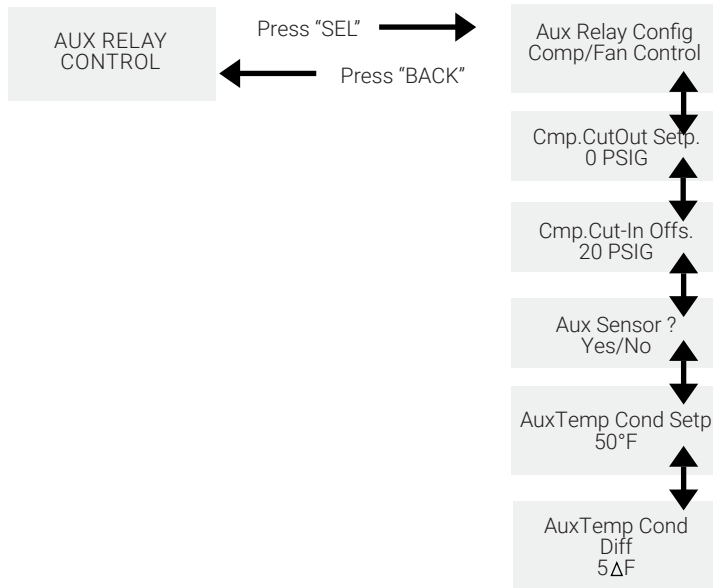 AUX RELAY
CONTROL
Press “SEL”
Press “BACK”
Aux Relay Config
Comp/Fan Control
Cmp.CutOut Setp.
0 PSIG
Cmp.Cut-In Offs.
20 PSIG
Aux Sensor ?
Yes/No
AuxTemp Cond Setp
50°F
AuxTemp Cond
Diff
5∆F